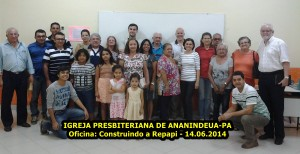 IGREJA PRESBITERIANA DE ANANINDEUA-PA
Oficina: Construindo a Repapi - 14.06.2014